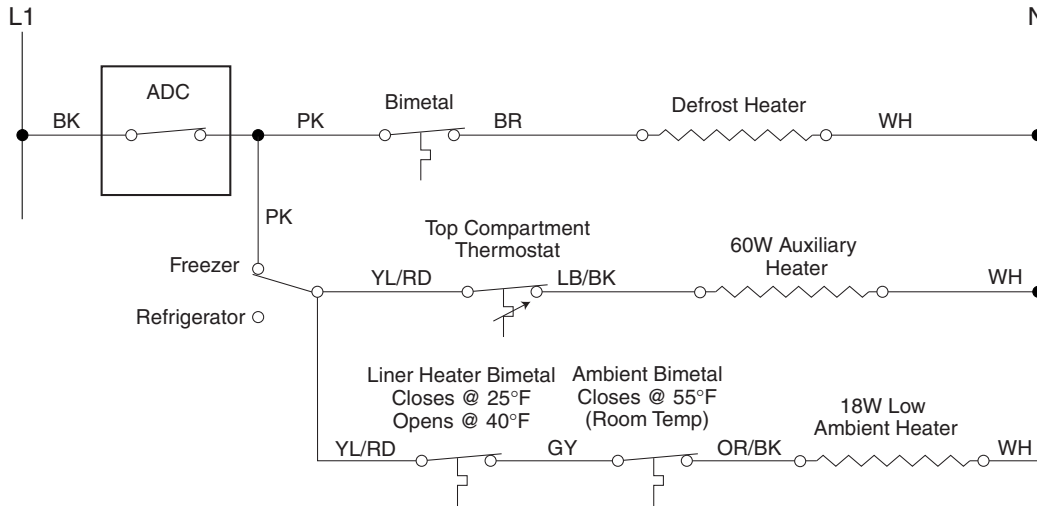 L1
N
ADC
BK
PK
Bimetal
BR
Defrost Heater
WH
PK
Freezer
Refrigerator
YL/RD
Top Compartment
Thermostat
LB/BK
60W Auxiliary
Heater
WH
YL/RD
Liner Heater Bimetal
Closes @ 25°F
Opens @ 40°F
GY
Ambient Bimetal
Closes @ 55°F
(Room Temp)
OR/BK
18W Low
Ambient Heater
WH